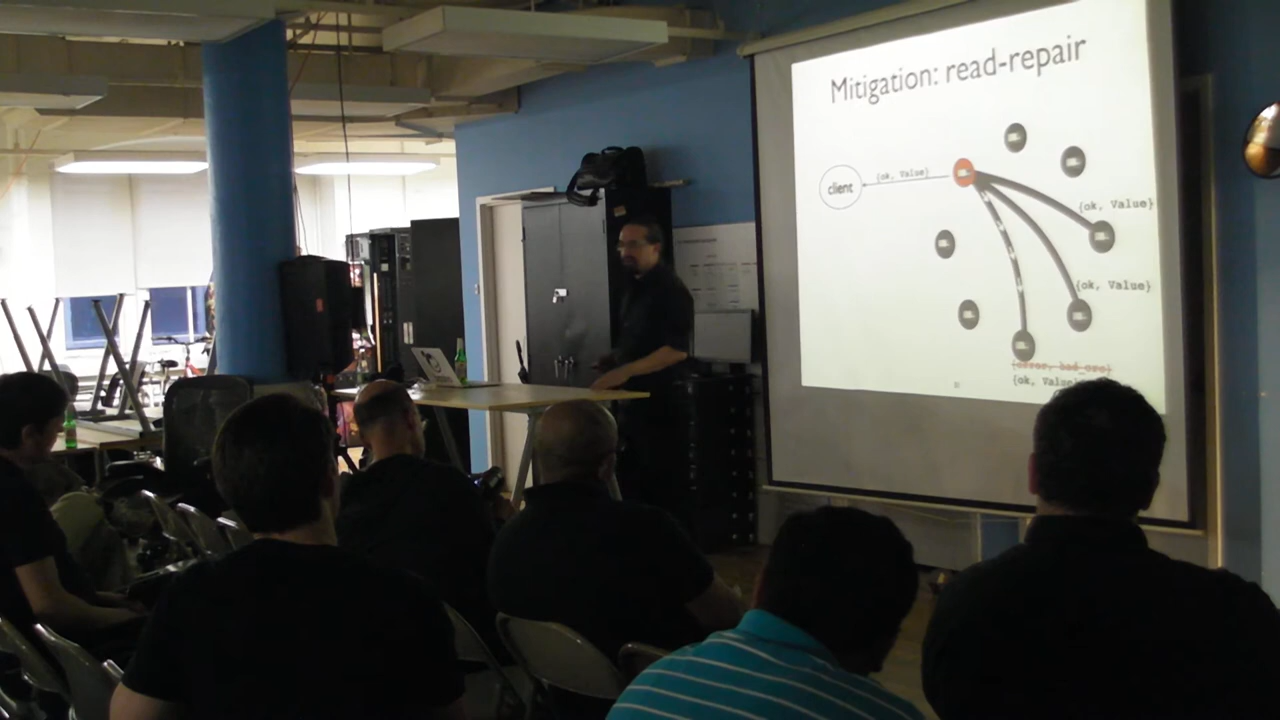 Mitigation: read-repair
client
{ok, Value}
{ok, Value}
{ok, Value}
{error, bad_crc}
{ok, Value}